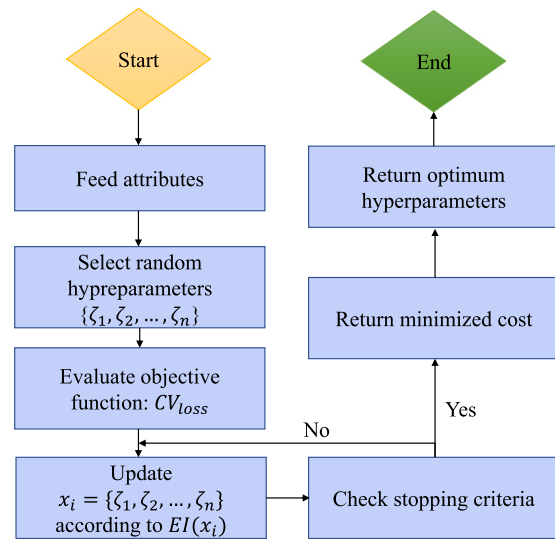 Start
Feed attributes
Select random
hypreparameters
{ζ₁, ζ₂, … , ζₙ}
Evaluate objective
function: CVₗₒₛₛ
Update
xᵢ = {ζ₁, ζ₂, … , ζₙ}
according to EI(xᵢ)
No
Check stopping criteria
Yes
Return minimized cost
Return optimum
hyperparameters
End